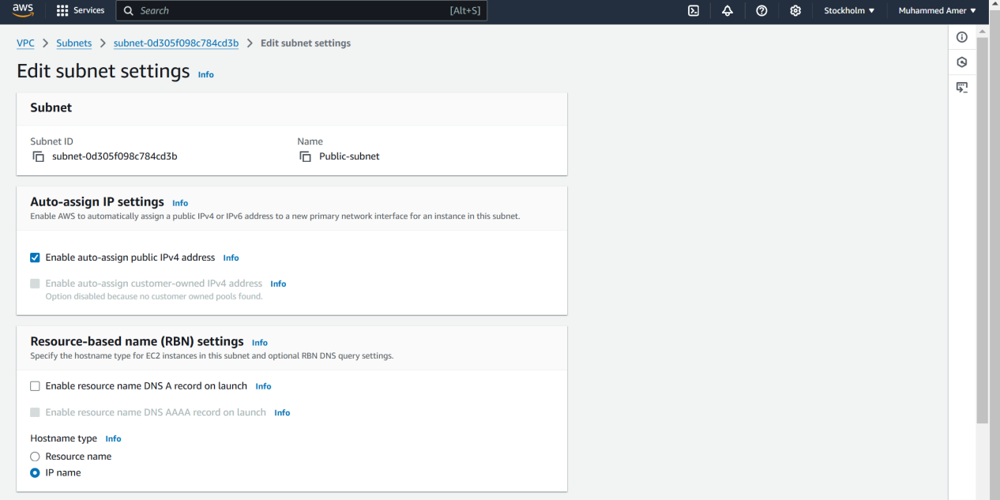 aws Services Search [Alt+S] Stockholm ▼ Muhammed Amer ▼
VPC > Subnets > subnet-0d305f098c784cd3b > Edit subnet settings
Edit subnet settings Info
Subnet
Subnet ID Name
subnet-0d305f098c784cd3b Public-subnet
Auto-assign IP settings Info
Enable AWS to automatically assign a public IPv4 or IPv6 address to a new primary network interface for an instance in this subnet.
Enable auto-assign public IPv4 address Info
Enable auto-assign customer-owned IPv4 address Info
Option disabled because no customer owned pools found.
Resource-based name (RBN) settings Info
Specify the hostname type for EC2 instances in this subnet and optional RBN DNS query settings.
Enable resource name DNS A record on launch Info
Enable resource name DNS AAAA record on launch Info
Hostname type Info
Resource name
IP name